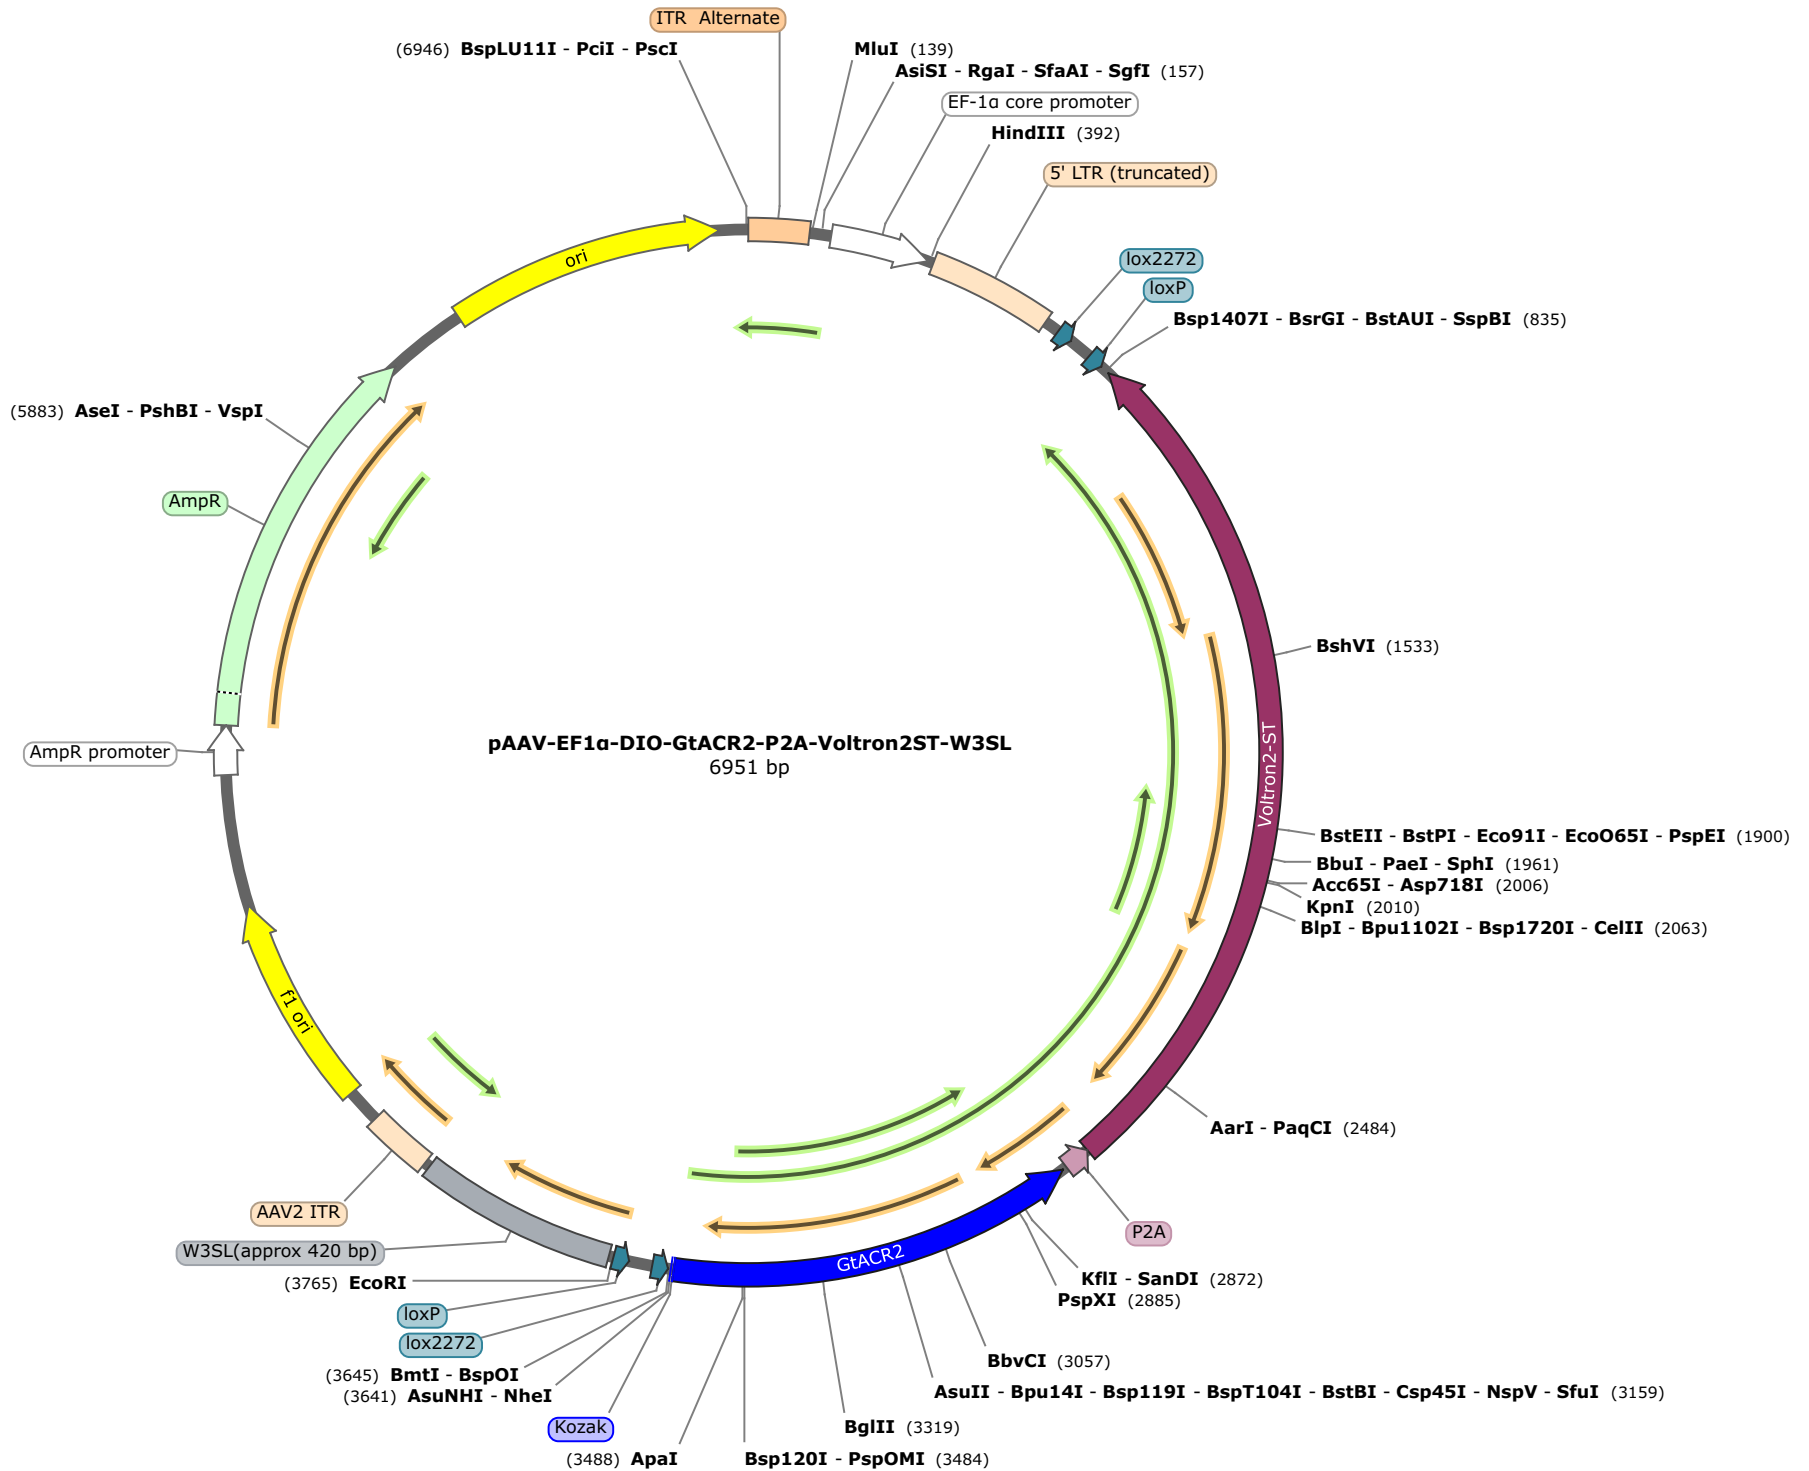 ITR  Alternate
(6946)  BspLU11I - PciI - PscI
MluI  (139)
AsiSI - RgaI - SfaAI - SgfI  (157)
EF-1α core promoter
HindIII  (392)
5' LTR (truncated)
lox2272
loxP
Bsp1407I - BsrGI - BstAUI - SspBI  (835)
ori
(5883)  AseI - PshBI - VspI
AmpR
BshVI  (1533)
AmpR promoter
pAAV-EF1α-DIO-GtACR2-P2A-Voltron2ST-W3SL
6951 bp
Voltron2-ST
BstEII - BstPI - Eco91I - EcoO65I - PspEI  (1900)
BbuI - PaeI - SphI  (1961)
Acc65I - Asp718I  (2006)
KpnI  (2010)
BlpI - Bpu1102I - Bsp1720I - CelII  (2063)
f1 ori
AarI - PaqCI  (2484)
AAV2 ITR
P2A
W3SL(approx 420 bp)
GtACR2
(3765)  EcoRI
KflI - SanDI  (2872)
PspXI  (2885)
loxP
lox2272
BbvCI  (3057)
(3645)  BmtI - BspOI
(3641)  AsuNHI - NheI
AsuII - Bpu14I - Bsp119I - BspT104I - BstBI - Csp45I - NspV - SfuI  (3159)
Kozak
BglII  (3319)
(3488)  ApaI
Bsp120I - PspOMI  (3484)